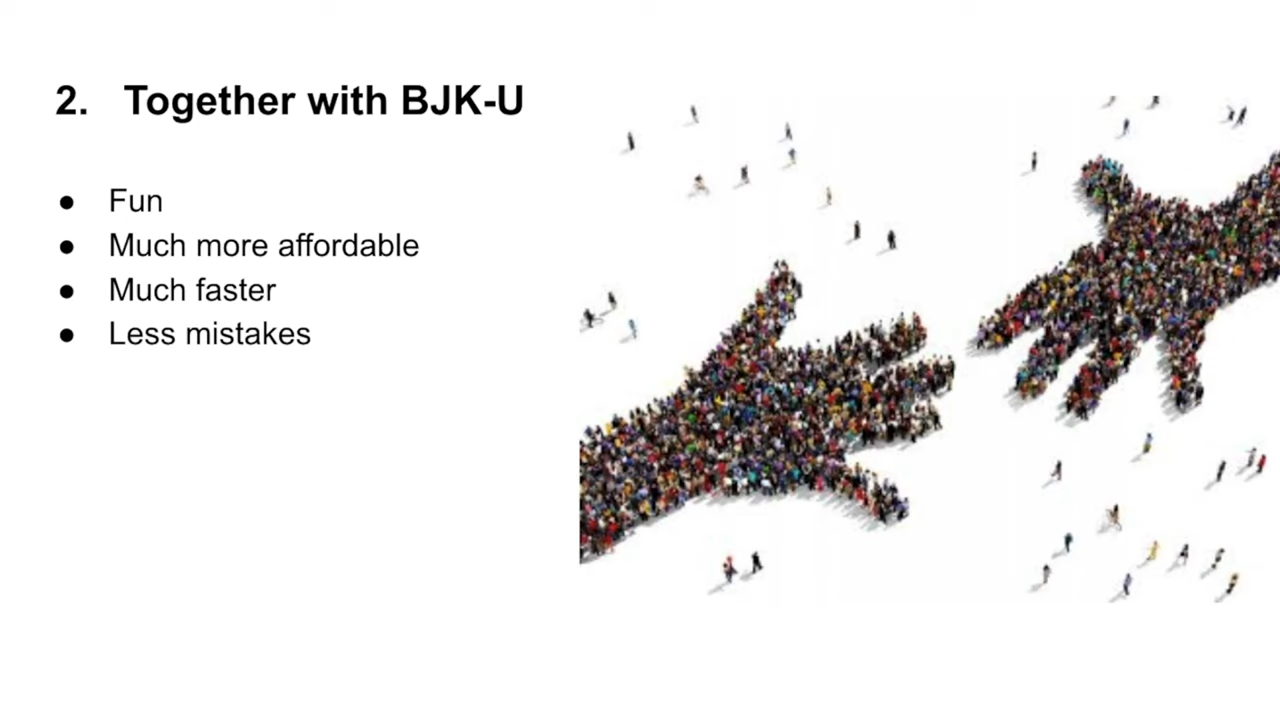 2. Together with BJK-U
● Fun
● Much more affordable
● Much faster
● Less mistakes